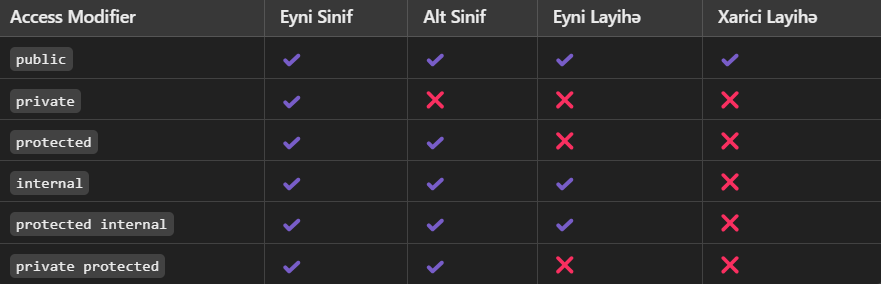 Access Modifier Eyni Sinif Alt Sinif Eyni Layihə Xarici Layihə
public ✓ ✓ ✓ ✓
private ✓ ✗ ✗ ✗
protected ✓ ✓ ✗ ✗
internal ✓ ✓ ✓ ✗
protected internal ✓ ✓ ✓ ✗
private protected ✓ ✓ ✗ ✗